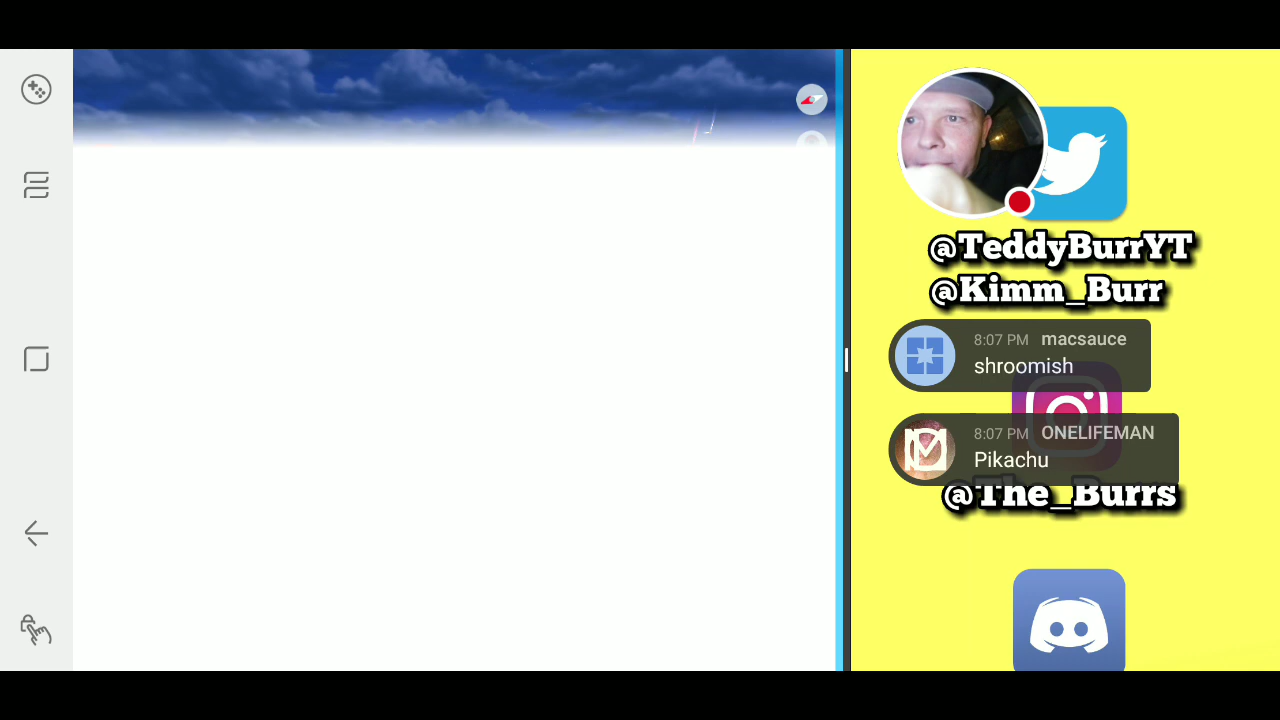 @TeddyBurrYT
@Kimm_Burr
8:07 PM macsauce
shroomish
8:07 PM ONELIFEMAN
Pikachu
@The_Burrs